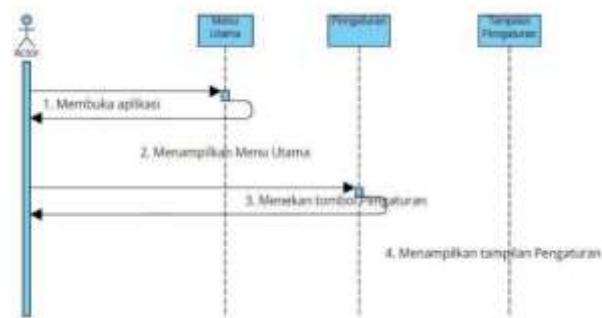 Actor
Menu
Utama
Pengaturan
Tampilan
Pengaturan
1. Membuka aplikasi
2. Menampilkan Menu Utama
3. Menekan tombol Pengaturan
4. Menampilkan tampilan Pengaturan